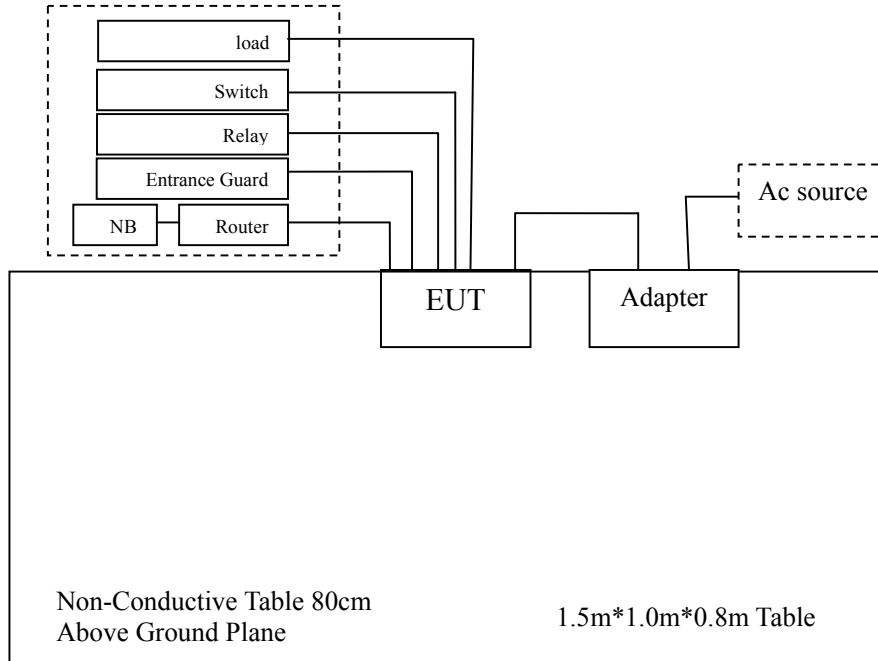 load
Switch
Relay
Entrance Guard
NB
Router
Ac source
EUT
Adapter
Non-Conductive Table 80cm
Above Ground Plane
1.5m*1.0m*0.8m Table